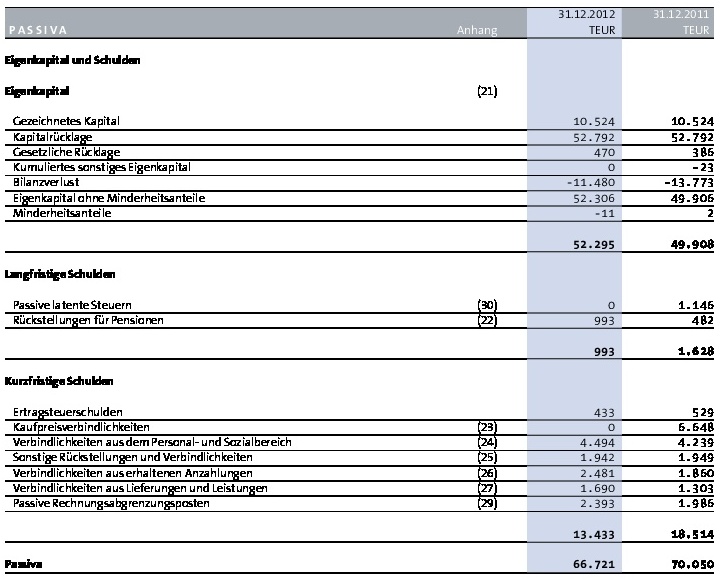 31.12.2012 31.12.2011
PASSIVA Anhang TEUR TEUR
Eigenkapital und Schulden
Eigenkapital (21)
Gezeichnetes Kapital 10.524 10.524
Kapitalrücklage 52.792 52.792
Gesetzliche Rücklage 470 386
Kumuliertes sonstiges Eigenkapital 0 -23
Bilanzverlust -11.480 -13.773
Eigenkapital ohne Minderheitsanteile 52.306 49.906
Minderheitsanteile -11 2
52.295 49.908
Langfristige Schulden
Passive latente Steuern (30) 0 1.146
Rückstellungen für Pensionen (22) 993 482
993 1.628
Kurzfristige Schulden
Ertragsteuerschulden 433 529
Kaufpreisverbindlichkeiten (23) 0 6.648
Verbindlichkeiten aus dem Personal- und Sozialbereich (24) 4.494 4.239
Sonstige Rückstellungen und Verbindlichkeiten (25) 1.942 1.949
Verbindlichkeiten aus erhaltenen Anzahlungen (26) 2.481 1.860
Verbindlichkeiten aus Lieferungen und Leistungen (27) 1.690 1.303
Passive Rechnungsabgrenzungsposten (29) 2.393 1.986
13.433 18.514
Passiva 66.721 70.050